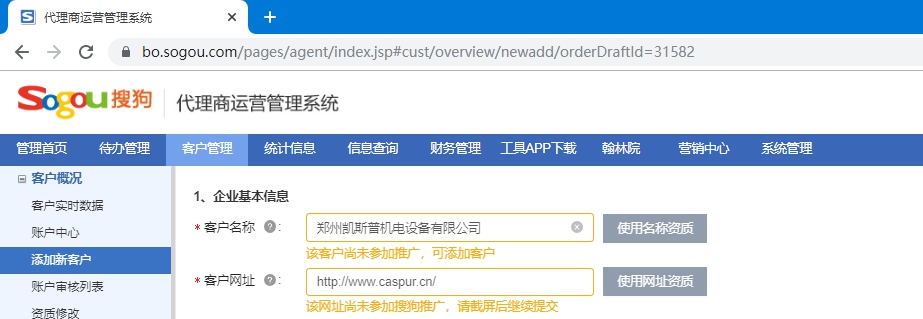 代理商运营管理系统
bo.sogou.com/pages/agent/index.jsp#cust/overview/newadd/orderDraftId=31582
Sogou搜狗 代理商运营管理系统
管理首页 待办管理 客户管理 统计信息 信息查询 财务管理 工具APP下载 翰林院 营销中心 系统管理
客户概况
客户实时数据
账户中心
添加新客户
账户审核列表
资质修改
1、企业基本信息
* 客户名称 ? : 郑州凯斯普机电设备有限公司 使用名称资质
该客户尚未参加推广，可添加客户
* 客户网址 ? : http://www.caspur.cn/ 使用网址资质
该网址尚未参加搜狗推广，请截屏后继续提交